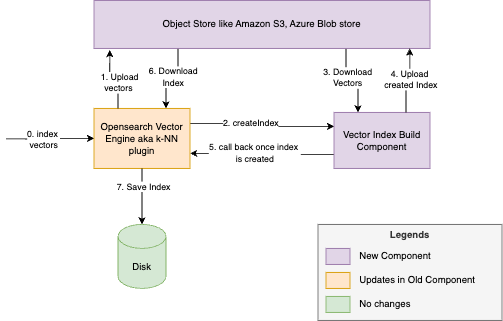 Object Store like Amazon S3, Azure Blob store
1. Upload
vectors
6. Download
Index
3. Download
Vectors
4. Upload
created Index
0. index
vectors
Opensearch Vector
Engine aka k-NN
plugin
2. createIndex
Vector Index Build
Component
5. call back once index
is created
7. Save Index
Disk
Legends
New Component
Updates in Old Component
No changes